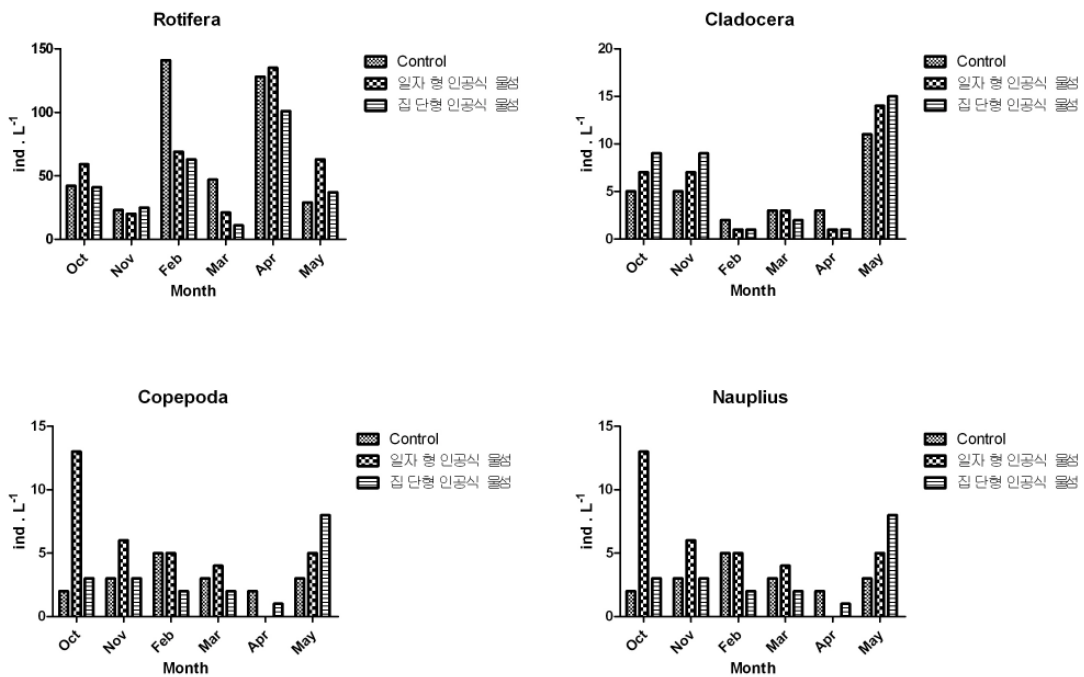 Rotifera
150
100
50
0
ind . L-1
Oct
Nov
Feb
Mar
Apr
May
Month
Control
일자 형 인공식 물섬
집 단형 인공식 물섬
Cladocera
20
15
10
5
0
ind . L-1
Oct
Nov
Feb
Mar
Apr
May
Month
Control
일자 형 인공식 물섬
집 단형 인공식 물섬
Copepoda
15
10
5
0
ind . L-1
Oct
Nov
Feb
Mar
Apr
May
Month
Control
일자 형 인공식 물섬
집 단형 인공식 물섬
Nauplius
15
10
5
0
ind . L-1
Oct
Nov
Feb
Mar
Apr
May
Month
Control
일자 형 인공식 물섬
집 단형 인공식 물섬